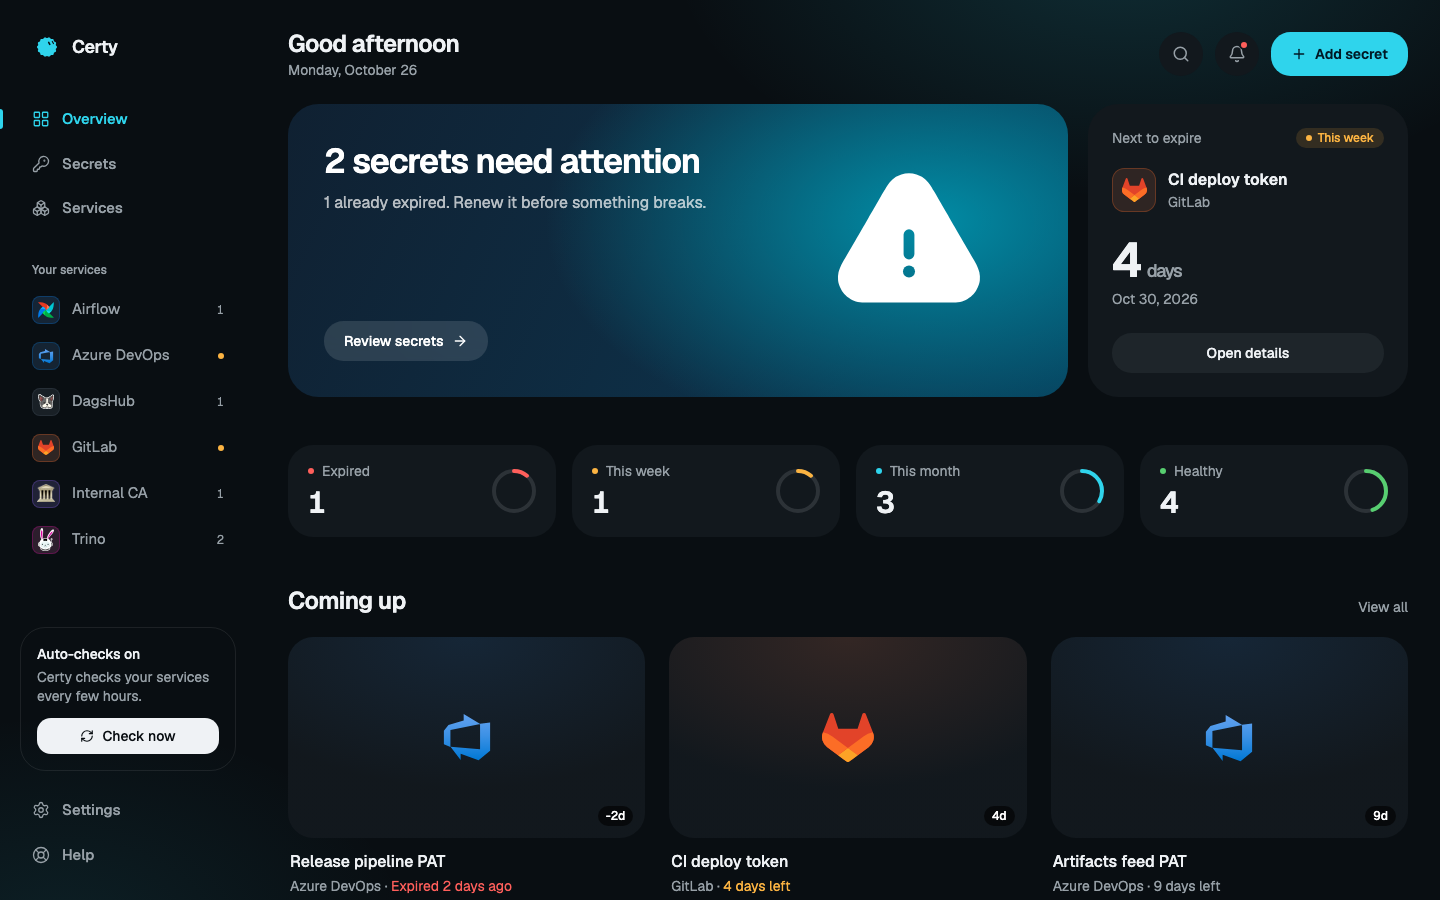 Certy
Overview
Secrets
Services
Your services
Airflow 1
Azure DevOps
DagsHub 1
GitLab
Internal CA 1
Trino 2
Auto-checks on
Certy checks your services
every few hours.
Check now
Settings
Help
Good afternoon
Monday, October 26
Add secret
2 secrets need attention
1 already expired. Renew it before something breaks.
Review secrets
Next to expire
This week
CI deploy token
GitLab
4 days
Oct 30, 2026
Open details
Expired
1
This week
1
This month
3
Healthy
4
Coming up
View all
-2d
Release pipeline PAT
Azure DevOps · Expired 2 days ago
4d
CI deploy token
GitLab · 4 days left
9d
Artifacts feed PAT
Azure DevOps · 9 days left